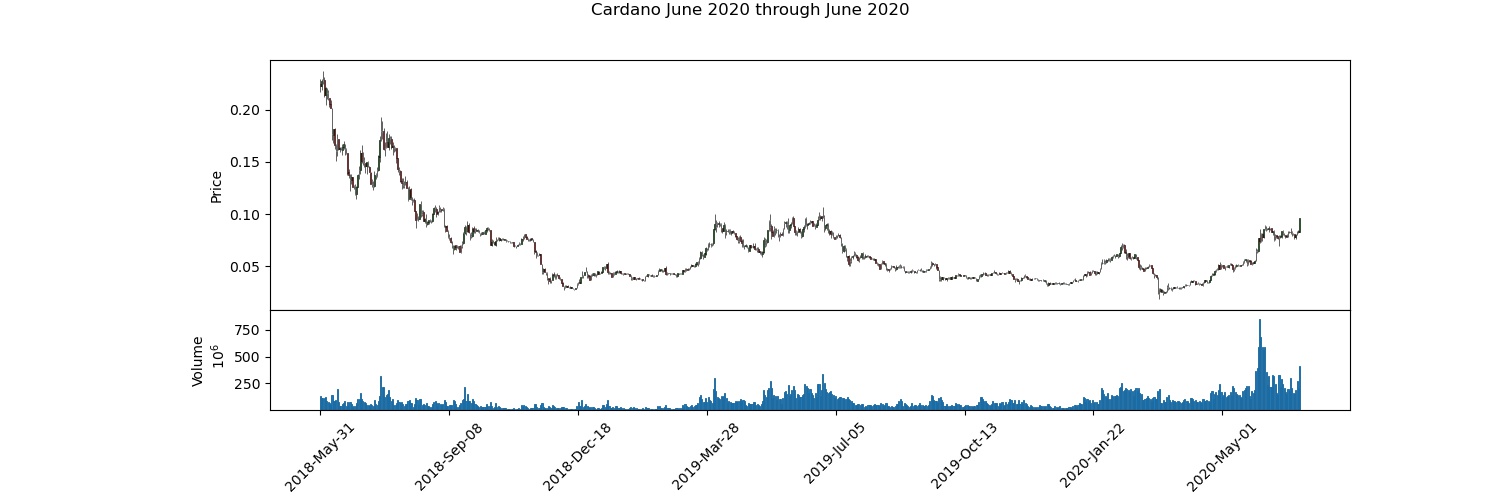 Cardano June 2020 through June 2020
Price
0.20
0.15
0.10
0.05
Volume
10⁶
750
500
250
2018-May-31
2018-Sep-08
2018-Dec-18
2019-Mar-28
2019-Jul-05
2019-Oct-13
2020-Jan-22
2020-May-01